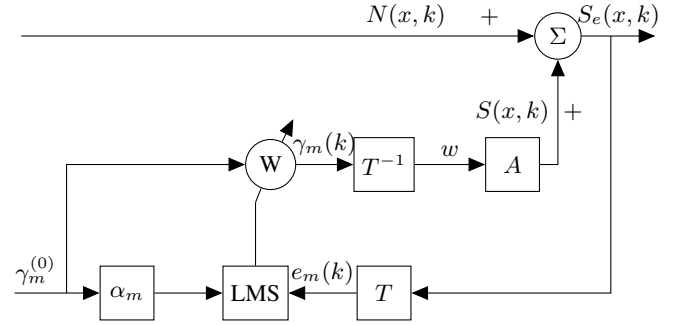 N(x, k) +
Σ
S_e(x, k)
S(x, k) +
W
γ_m(k)
T^{-1}
w
A
γ_m^{(0)}
α_m
LMS
e_m(k)
T